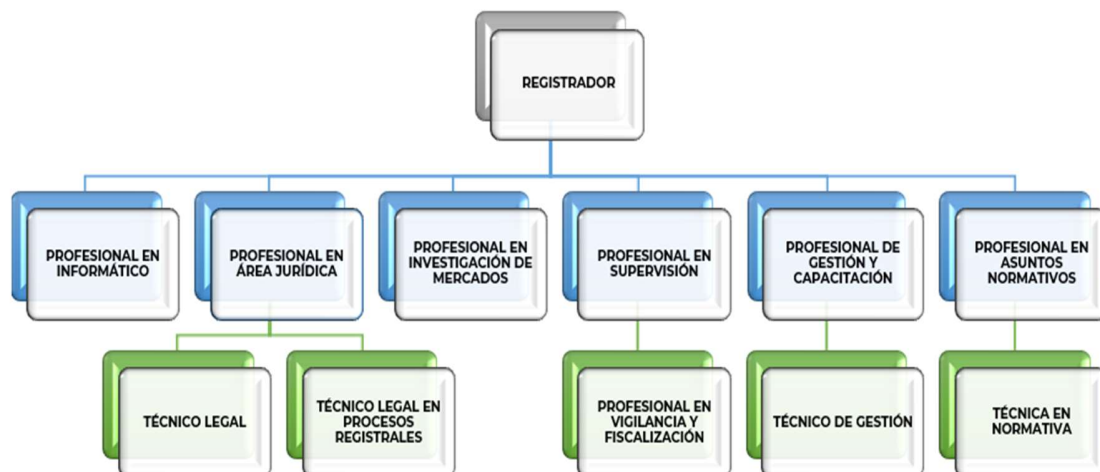 REGISTRADOR
PROFESIONAL EN
INFORMÁTICO
PROFESIONAL EN
ÁREA JURÍDICA
PROFESIONAL EN
INVESTIGACIÓN DE
MERCADOS
PROFESIONAL EN
SUPERVISIÓN
PROFESIONAL DE
GESTIÓN Y
CAPACITACIÓN
PROFESIONAL EN
ASUNTOS
NORMATIVOS
TÉCNICO LEGAL
TÉCNICO LEGAL EN
PROCESOS
REGISTRALES
PROFESIONAL EN
VIGILANCIA Y
FISCALIZACIÓN
TÉCNICO DE GESTIÓN
TÉCNICA EN
NORMATIVA